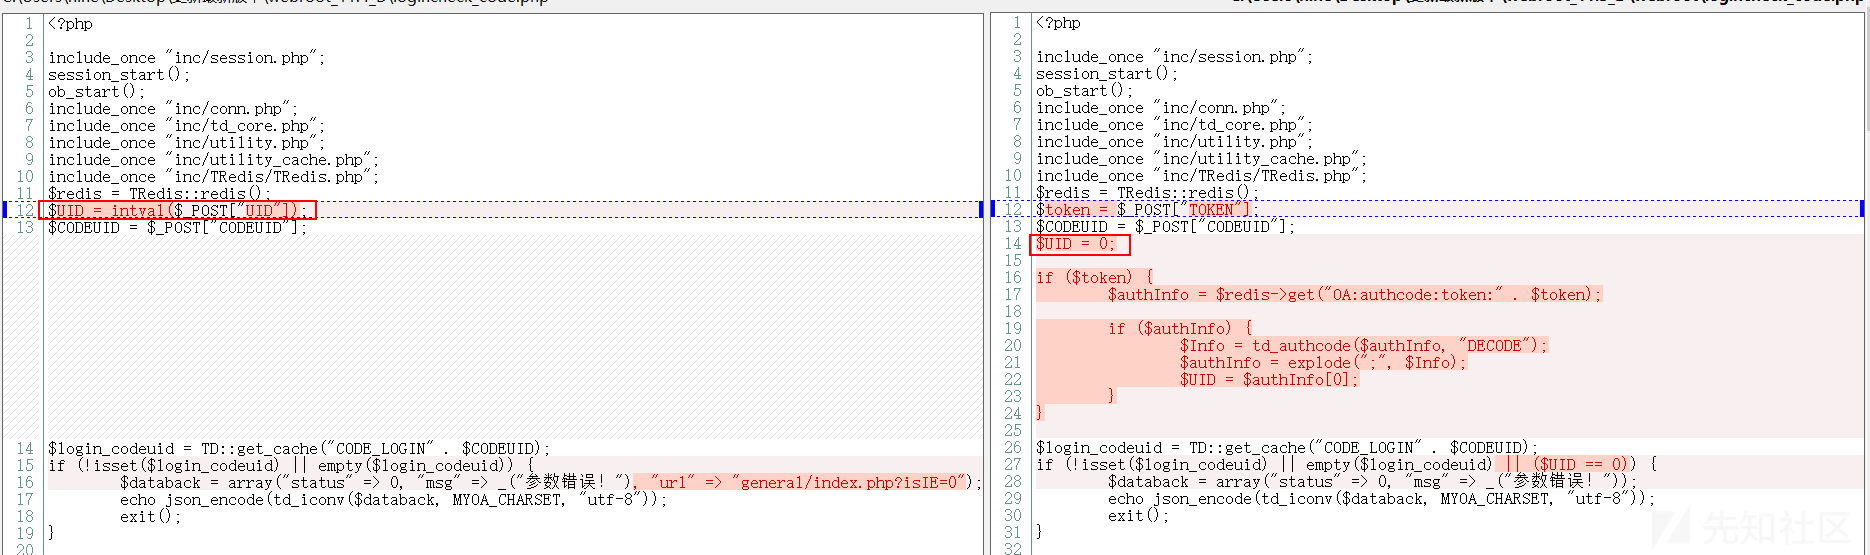 1 <?php
2
3 include_once "inc/session.php";
4 session_start();
5 ob_start();
6 include_once "inc/conn.php";
7 include_once "inc/td_core.php";
8 include_once "inc/utility.php";
9 include_once "inc/utility_cache.php";
10 include_once "inc/TRedis/TRedis.php";
11 $redis = TRedis::redis();
12 $UID = intval($_POST["UID"]);
13 $CODEUID = $_POST["CODEUID"];
14 $login_codeuid = TD::get_cache("CODE_LOGIN" . $CODEUID);
15 if (!isset($login_codeuid) || empty($login_codeuid)) {
16 $databack = array("status" => 0, "msg" => _("参数错误！"), "url" => "general/index.php?isIE=0");
17 echo json_encode(td_iconv($databack, MYOA_CHARSET, "utf-8"));
18 exit();
19 }
20
1 <?php
2
3 include_once "inc/session.php";
4 session_start();
5 ob_start();
6 include_once "inc/conn.php";
7 include_once "inc/td_core.php";
8 include_once "inc/utility.php";
9 include_once "inc/utility_cache.php";
10 include_once "inc/TRedis/TRedis.php";
11 $redis = TRedis::redis();
12 $token = $_POST["TOKEN"];
13 $CODEUID = $_POST["CODEUID"];
14 $UID = 0;
15
16 if ($token) {
17 $authInfo = $redis->get("OA:authcode:token:" . $token);
18
19 if ($authInfo) {
20 $Info = td_authcode($authInfo, "DECODE");
21 $authInfo = explode(";", $Info);
22 $UID = $authInfo[0];
23 }
24 }
25
26 $login_codeuid = TD::get_cache("CODE_LOGIN" . $CODEUID);
27 if (!isset($login_codeuid) || empty($login_codeuid) || ($UID == 0)) {
28 $databack = array("status" => 0, "msg" => _("参数错误！"));
29 echo json_encode(td_iconv($databack, MYOA_CHARSET, "utf-8"));
30 exit();
31 }
32
先知社区